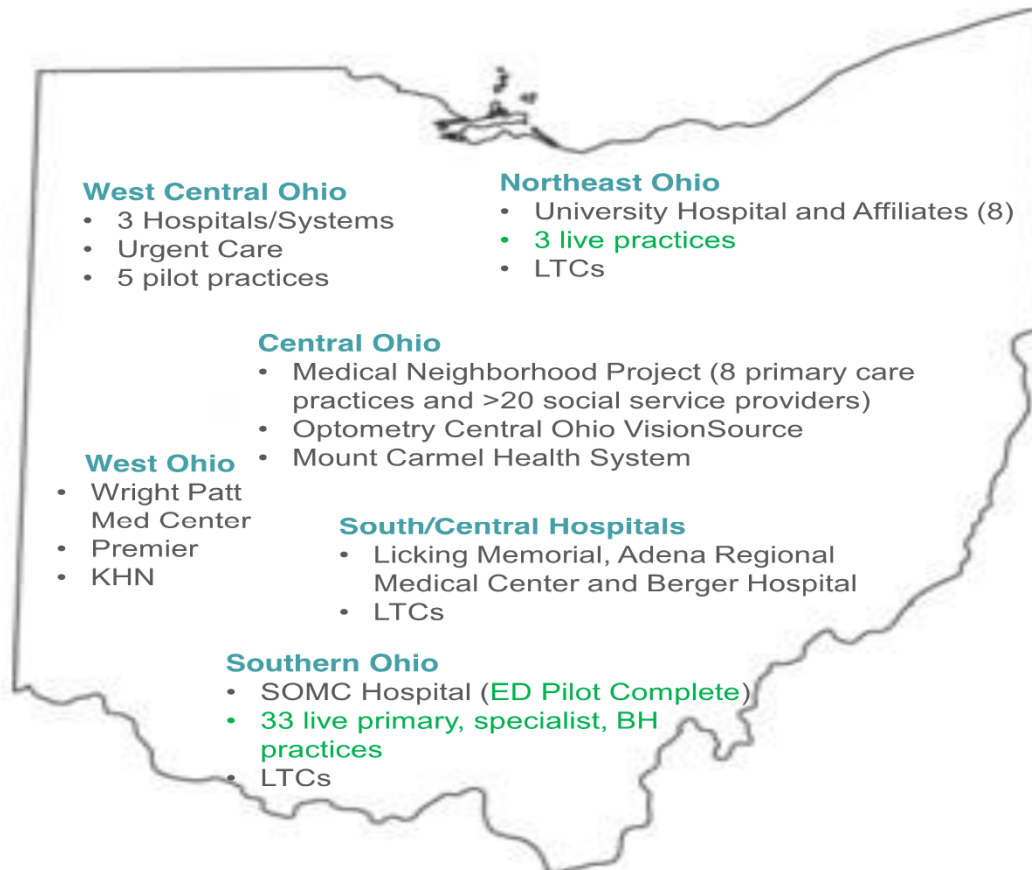 West Central Ohio
• 3 Hospitals/Systems
• Urgent Care
• 5 pilot practices
Northeast Ohio
• University Hospital and Affiliates (8)
• 3 live practices
• LTCs
Central Ohio
• Medical Neighborhood Project (8 primary care
practices and >20 social service providers)
• Optometry Central Ohio VisionSource
• Mount Carmel Health System
West Ohio
• Wright Patt
Med Center
• Premier
• KHN
South/Central Hospitals
• Licking Memorial, Adena Regional
Medical Center and Berger Hospital
• LTCs
Southern Ohio
• SOMC Hospital (ED Pilot Complete)
• 33 live primary, specialist, BH
practices
• LTCs